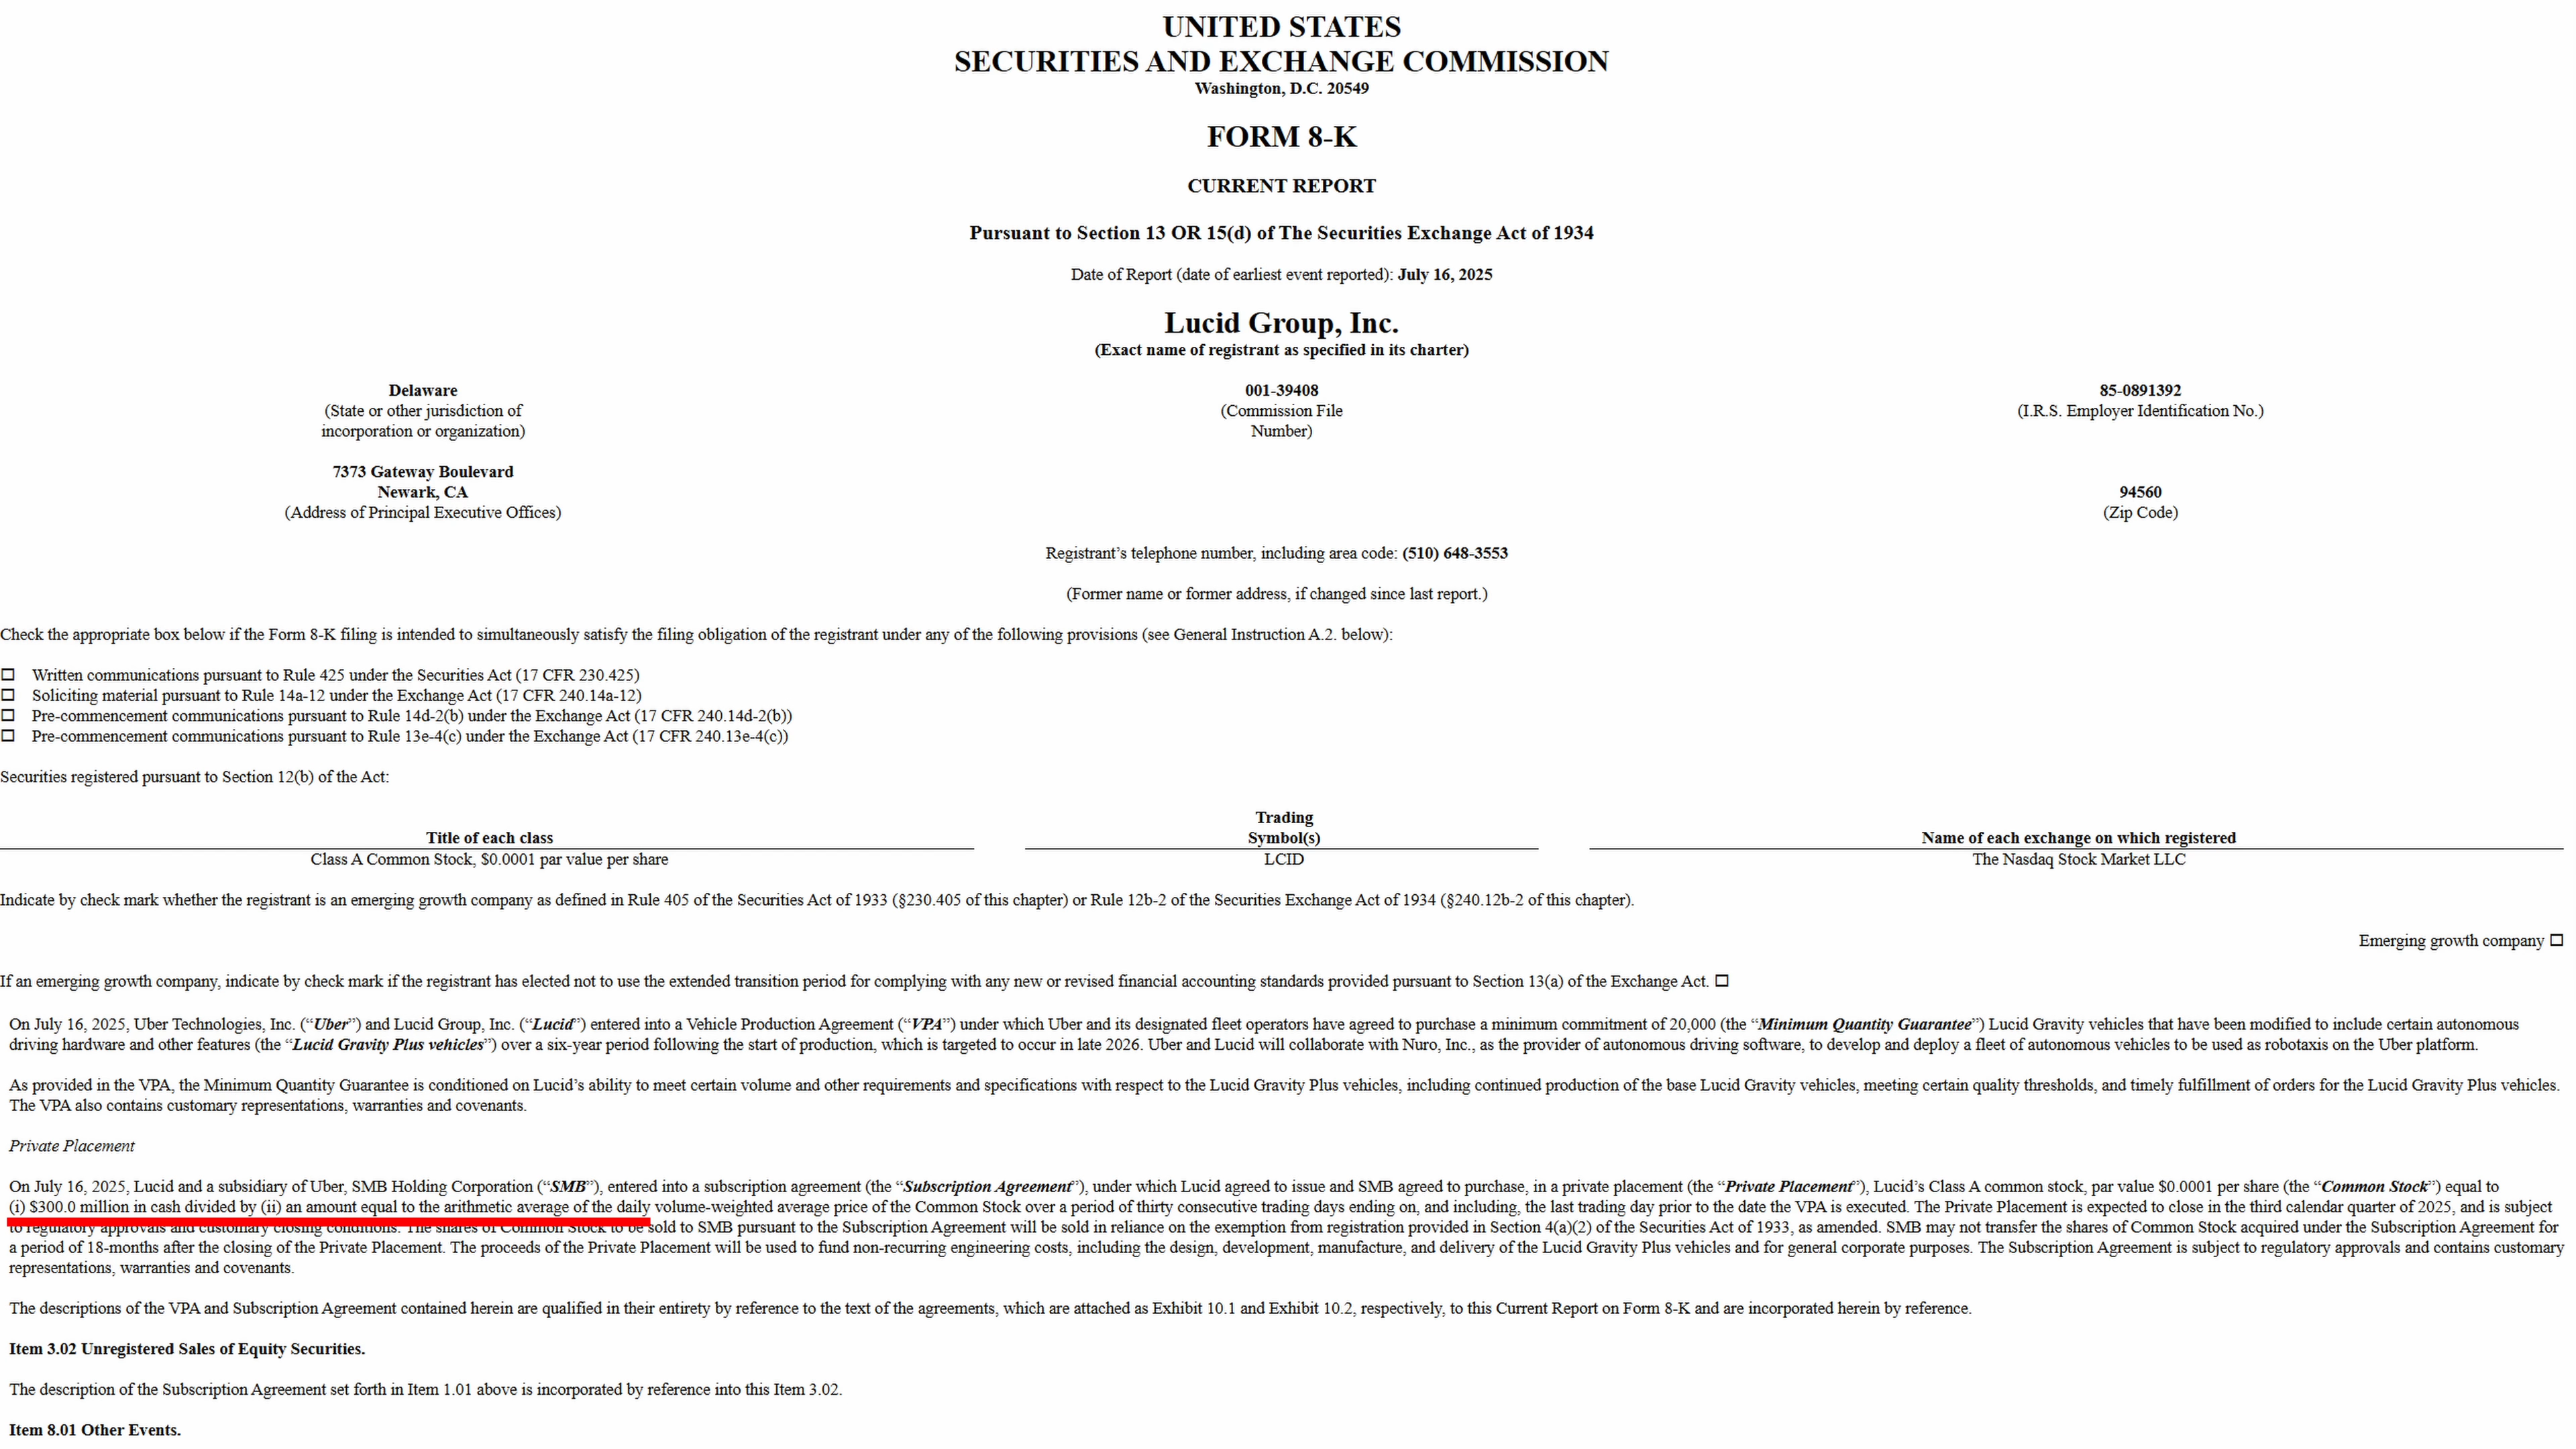 UNITED STATES
SECURITIES AND EXCHANGE COMMISSION
Washington, D.C. 20549
FORM 8-K
CURRENT REPORT
Pursuant to Section 13 OR 15(d) of The Securities Exchange Act of 1934
Date of Report (date of earliest event reported): July 16, 2025
Lucid Group, Inc.
(Exact name of registrant as specified in its charter)
Delaware 001-39408 85-0891392
(State or other jurisdiction of (Commission File (I.R.S. Employer Identification No.)
incorporation or organization) Number)
7373 Gateway Boulevard
Newark, CA 94560
(Address of Principal Executive Offices) (Zip Code)
Registrant’s telephone number, including area code: (510) 648-3553
(Former name or former address, if changed since last report.)
Check the appropriate box below if the Form 8-K filing is intended to simultaneously satisfy the filing obligation of the registrant under any of the following provisions (see General Instruction A.2. below):
☐ Written communications pursuant to Rule 425 under the Securities Act (17 CFR 230.425)
☐ Soliciting material pursuant to Rule 14a-12 under the Exchange Act (17 CFR 240.14a-12)
☐ Pre-commencement communications pursuant to Rule 14d-2(b) under the Exchange Act (17 CFR 240.14d-2(b))
☐ Pre-commencement communications pursuant to Rule 13e-4(c) under the Exchange Act (17 CFR 240.13e-4(c))
Securities registered pursuant to Section 12(b) of the Act:
Trading
Title of each class Symbol(s) Name of each exchange on which registered
Class A Common Stock, $0.0001 par value per share LCID The Nasdaq Stock Market LLC
Indicate by check mark whether the registrant is an emerging growth company as defined in Rule 405 of the Securities Act of 1933 (§230.405 of this chapter) or Rule 12b-2 of the Securities Exchange Act of 1934 (§240.12b-2 of this chapter).
Emerging growth company ☐
If an emerging growth company, indicate by check mark if the registrant has elected not to use the extended transition period for complying with any new or revised financial accounting standards provided pursuant to Section 13(a) of the Exchange Act. ☐
On July 16, 2025, Uber Technologies, Inc. (“Uber”) and Lucid Group, Inc. (“Lucid”) entered into a Vehicle Production Agreement (“VPA”) under which Uber and its designated fleet operators have agreed to purchase a minimum commitment of 20,000 (the “Minimum Quantity Guarantee”) Lucid Gravity vehicles that have been modified to include certain autonomous
driving hardware and other features (the “Lucid Gravity Plus vehicles”) over a six-year period following the start of production, which is targeted to occur in late 2026. Uber and Lucid will collaborate with Nuro, Inc., as the provider of autonomous driving software, to develop and deploy a fleet of autonomous vehicles to be used as robotaxis on the Uber platform.
As provided in the VPA, the Minimum Quantity Guarantee is conditioned on Lucid’s ability to meet certain volume and other requirements and specifications with respect to the Lucid Gravity Plus vehicles, including continued production of the base Lucid Gravity vehicles, meeting certain quality thresholds, and timely fulfillment of orders for the Lucid Gravity Plus vehicles.
The VPA also contains customary representations, warranties and covenants.
Private Placement
On July 16, 2025, Lucid and a subsidiary of Uber, SMB Holding Corporation (“SMB”), entered into a subscription agreement (the “Subscription Agreement”), under which Lucid agreed to issue and SMB agreed to purchase, in a private placement (the “Private Placement”), Lucid’s Class A common stock, par value $0.0001 per share (the “Common Stock”) equal to
(i) $300.0 million in cash divided by (ii) an amount equal to the arithmetic average of the daily volume-weighted average price of the Common Stock over a period of thirty consecutive trading days ending on, and including, the last trading day prior to the date the VPA is executed. The Private Placement is expected to close in the third calendar quarter of 2025, and is subject
to regulatory approvals and customary closing conditions. The shares of Common Stock to be sold to SMB pursuant to the Subscription Agreement will be sold in reliance on the exemption from registration provided in Section 4(a)(2) of the Securities Act of 1933, as amended. SMB may not transfer the shares of Common Stock acquired under the Subscription Agreement for
a period of 18-months after the closing of the Private Placement. The proceeds of the Private Placement will be used to fund non-recurring engineering costs, including the design, development, manufacture, and delivery of the Lucid Gravity Plus vehicles and for general corporate purposes. The Subscription Agreement is subject to regulatory approvals and contains customary
representations, warranties and covenants.
The descriptions of the VPA and Subscription Agreement contained herein are qualified in their entirety by reference to the text of the agreements, which are attached as Exhibit 10.1 and Exhibit 10.2, respectively, to this Current Report on Form 8-K and are incorporated herein by reference.
Item 3.02 Unregistered Sales of Equity Securities.
The description of the Subscription Agreement set forth in Item 1.01 above is incorporated by reference into this Item 3.02.
Item 8.01 Other Events.